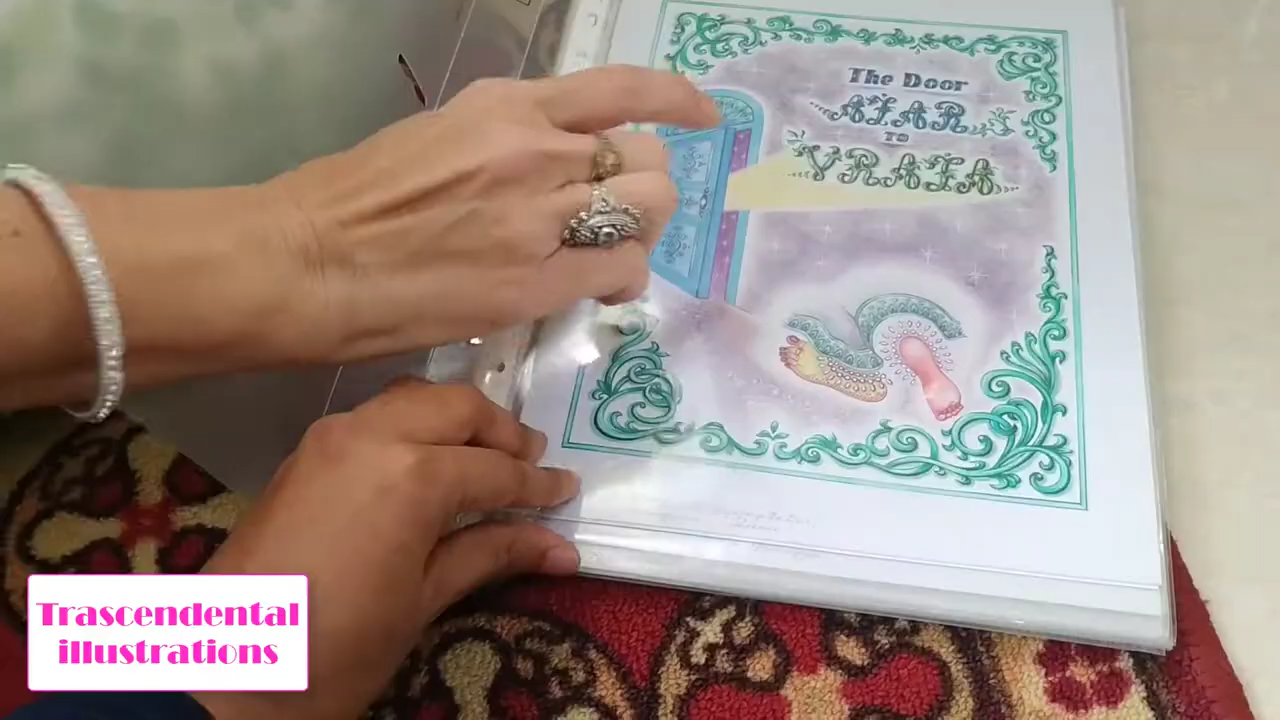 The Door
AJAR
TO
VRAJA
Trascendental
illustrations